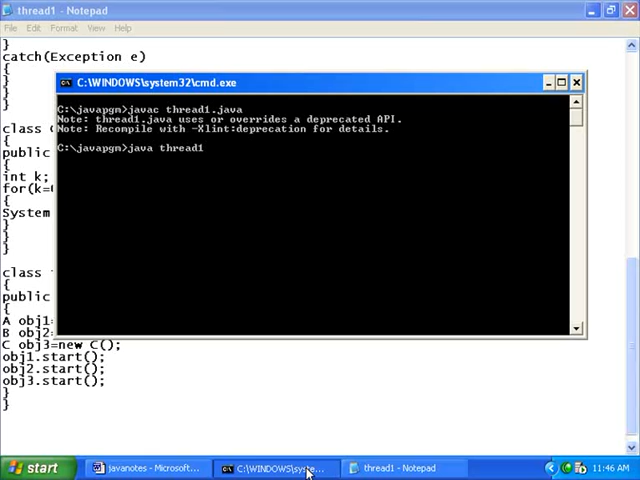 thread1 - Notepad
File Edit Format View Help
}
catch(Exception e)
{
}
}
}
C:\WINDOWS\system32\cmd.exe
C:\javapgm>javac thread1.java
Note: thread1.java uses or overrides a deprecated API.
Note: Recompile with -Xlint:deprecation for details.
C:\javapgm>java thread1
class
{
public
{
int k;
for(k=
{
System
}
}
}
class
{
public
{
A obj1=
B obj2=
C obj3=new C();
obj1.start();
obj2.start();
obj3.start();
}
}
start
javanotes - Microsoft...
C:\WINDOWS\syste...
thread1 - Notepad
11:46 AM